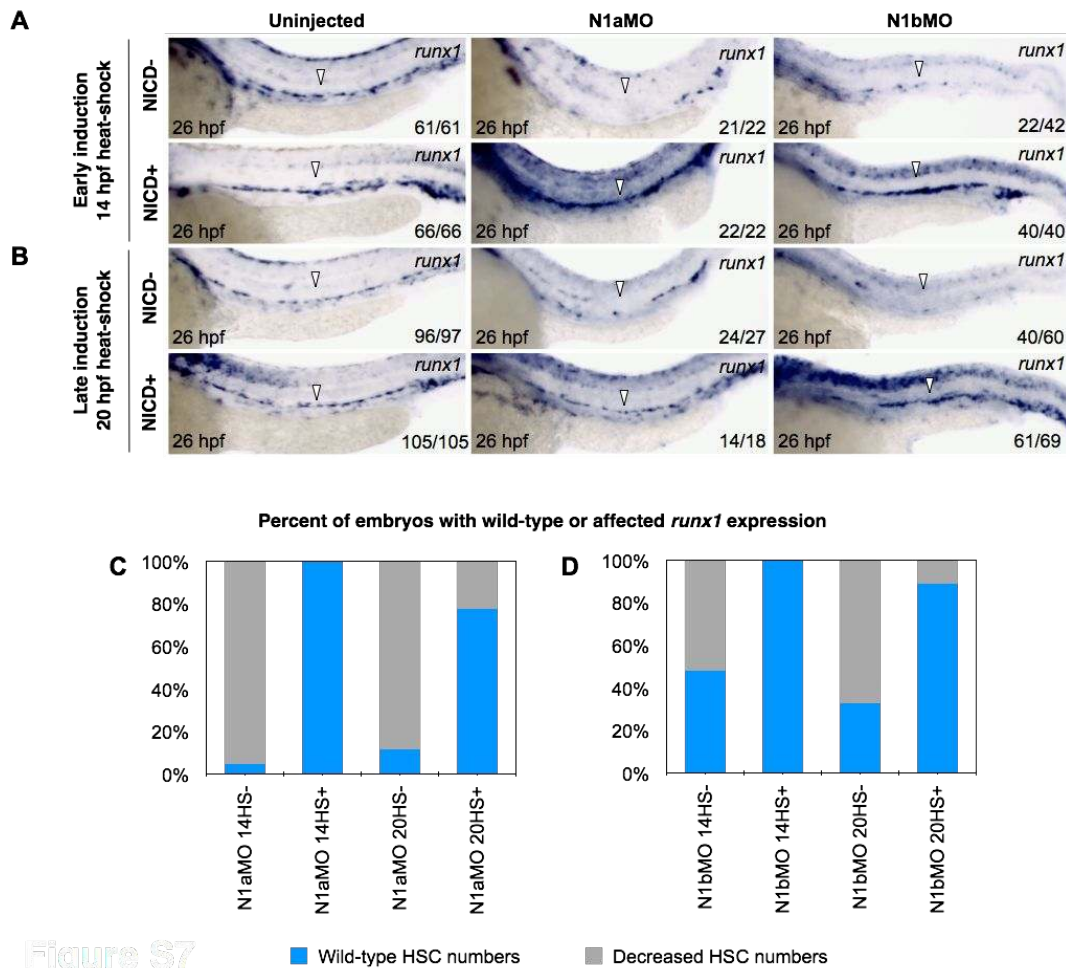 A
Uninjected
N1aMO
N1bMO
Early induction
14 hpf heat-shock
NICD-
runx1
26 hpf
61/61
runx1
21/22
runx1
22/42
NICD+
runx1
26 hpf
66/66
runx1
26 hpf
22/22
runx1
26 hpf
40/40
B
Late induction
20 hpf heat-shock
NICD-
runx1
26 hpf
96/97
runx1
26 hpf
24/27
runx1
26 hpf
40/60
NICD+
runx1
26 hpf
105/105
runx1
26 hpf
14/18
runx1
26 hpf
61/69
Percent of embryos with wild-type or affected runx1 expression
C
100%
80%
60%
40%
20%
0%
N1aMO 14HS-
N1aMO 14HS+
N1aMO 20HS-
N1aMO 20HS+
D
100%
80%
60%
40%
20%
0%
N1bMO 14HS-
N1bMO 14HS+
N1bMO 20HS-
N1bMO 20HS+
Figure S7
Wild-type HSC numbers
Decreased HSC numbers